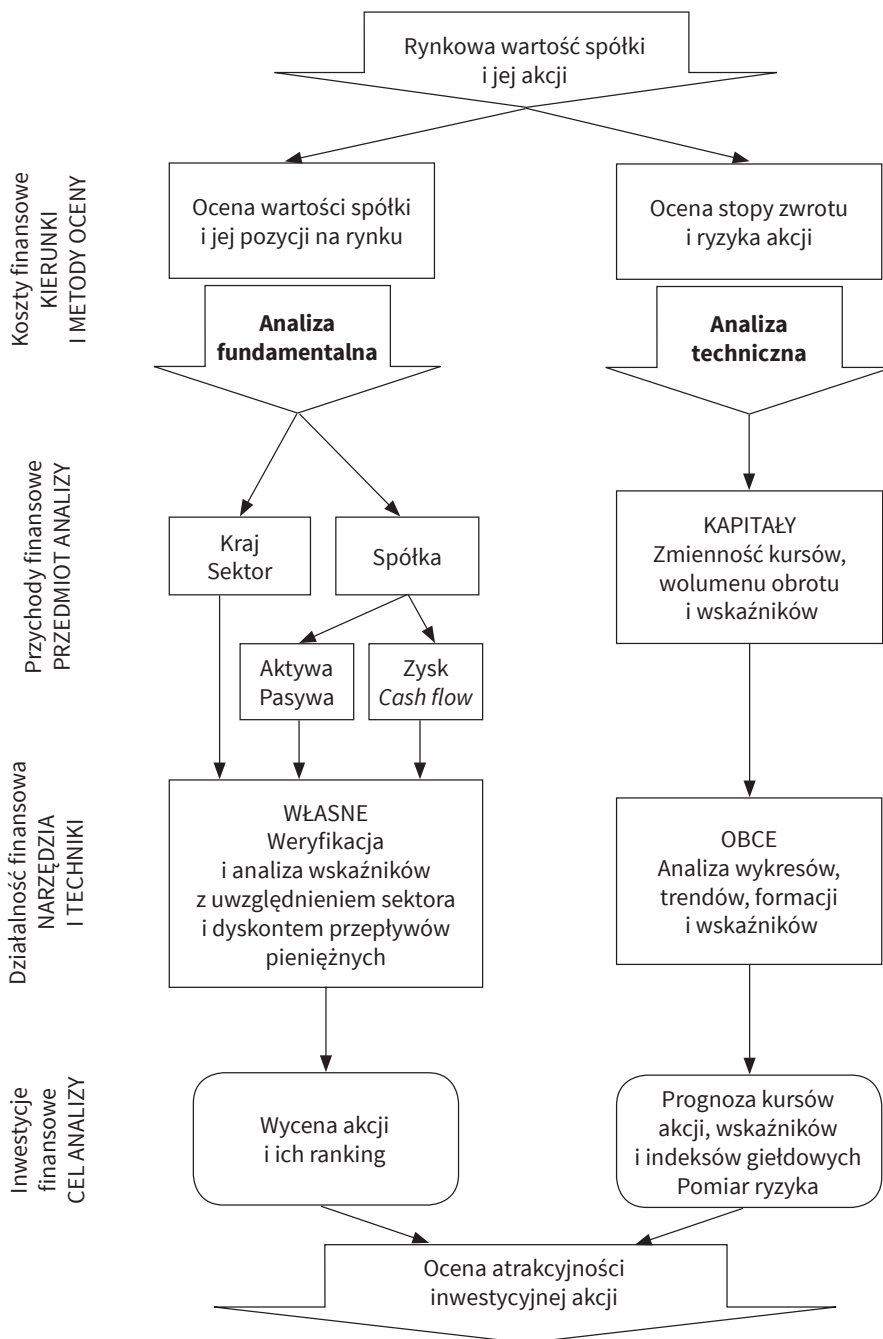 Rynkowa wartość spółki
i jej akcji
Koszty finansowe
KIERUNKI
I METODY OCENY
Ocena wartości spółki
i jej pozycji na rynku
Ocena stopy zwrotu
i ryzyka akcji
Analiza
fundamentalna
Analiza
techniczna
Przychody finansowe
PRZEDMIOT ANALIZY
Kraj
Sektor
Spółka
KAPITAŁY
Zmienność kursów,
wolumenu obrotu
i wskaźników
Aktywa
Pasywa
Zysk
Cash flow
Działalność finansowa
NARZĘDZIA
I TECHNIKI
WŁASNE
Weryfikacja
i analiza wskaźników
z uwzględnieniem sektora
i dyskontem przepływów
pieniężnych
OBCE
Analiza wykresów,
trendów, formacji
i wskaźników
Inwestycje
finansowe
CEL ANALIZY
Wycena akcji
i ich ranking
Prognoza kursów
akcji, wskaźników
i indeksów giełdowych
Pomiar ryzyka
Ocena atrakcyjności
inwestycyjnej akcji